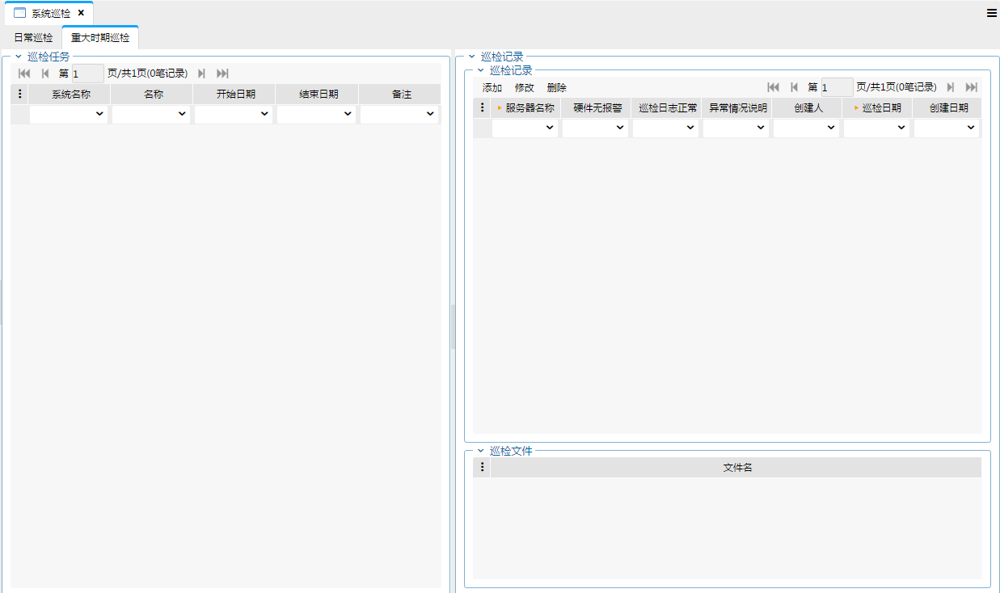 系统巡检
日常巡检 重大时期巡检
巡检任务
第 1 页/共1页(0笔记录)
系统名称 名称 开始日期 结束日期 备注
巡检记录
巡检记录
添加 修改 删除 第 1 页/共1页(0笔记录)
服务器名称 硬件无报警 巡检日志正常 异常情况说明 创建人 巡检日期 创建日期
巡检文件
文件名